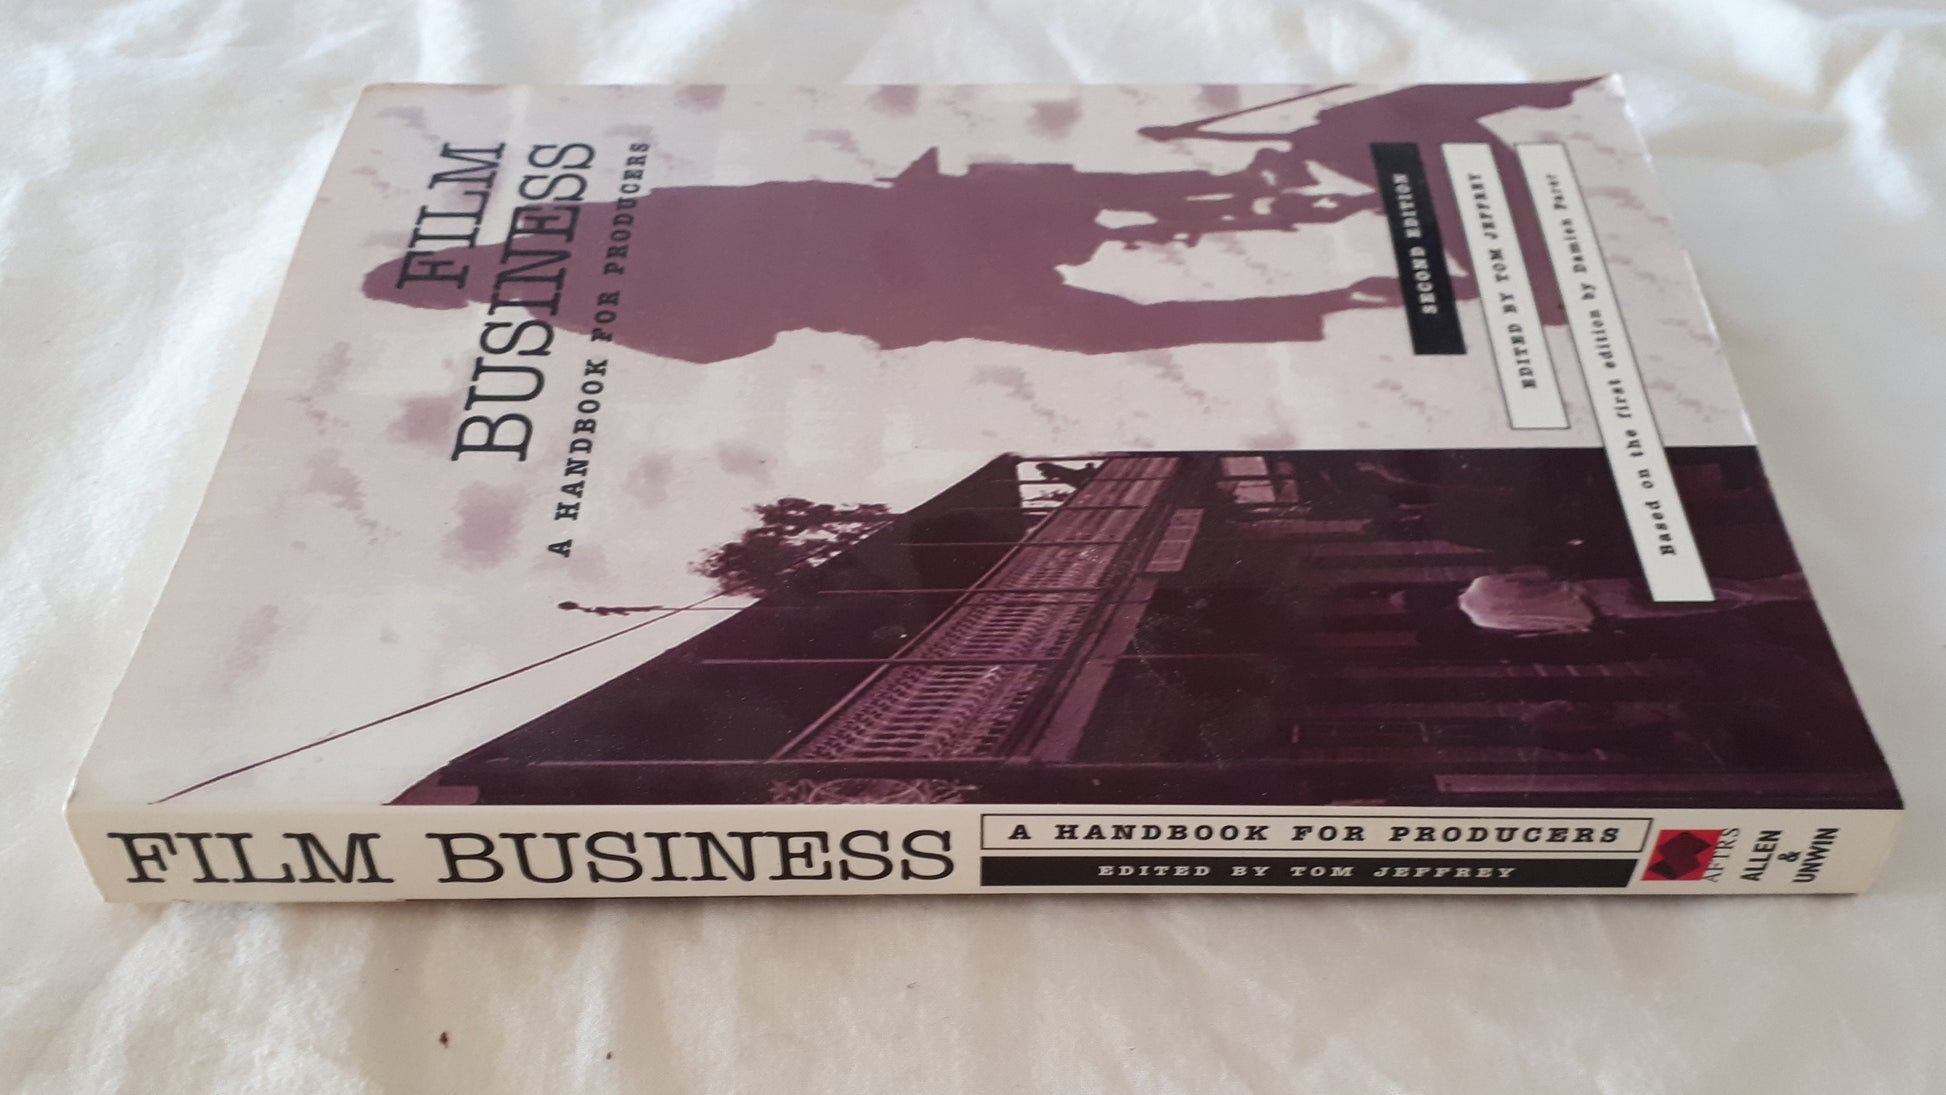 FILM
BUSINESS
A HANDBOOK FOR PRODUCERS
SECOND EDITION
EDITED BY TOM JEFFREY
Based on the first edition by Damien Parer
FILM BUSINESS
A HANDBOOK FOR PRODUCERS
EDITED BY TOM JEFFREY
AFTRS
ALLEN
&
UNWIN